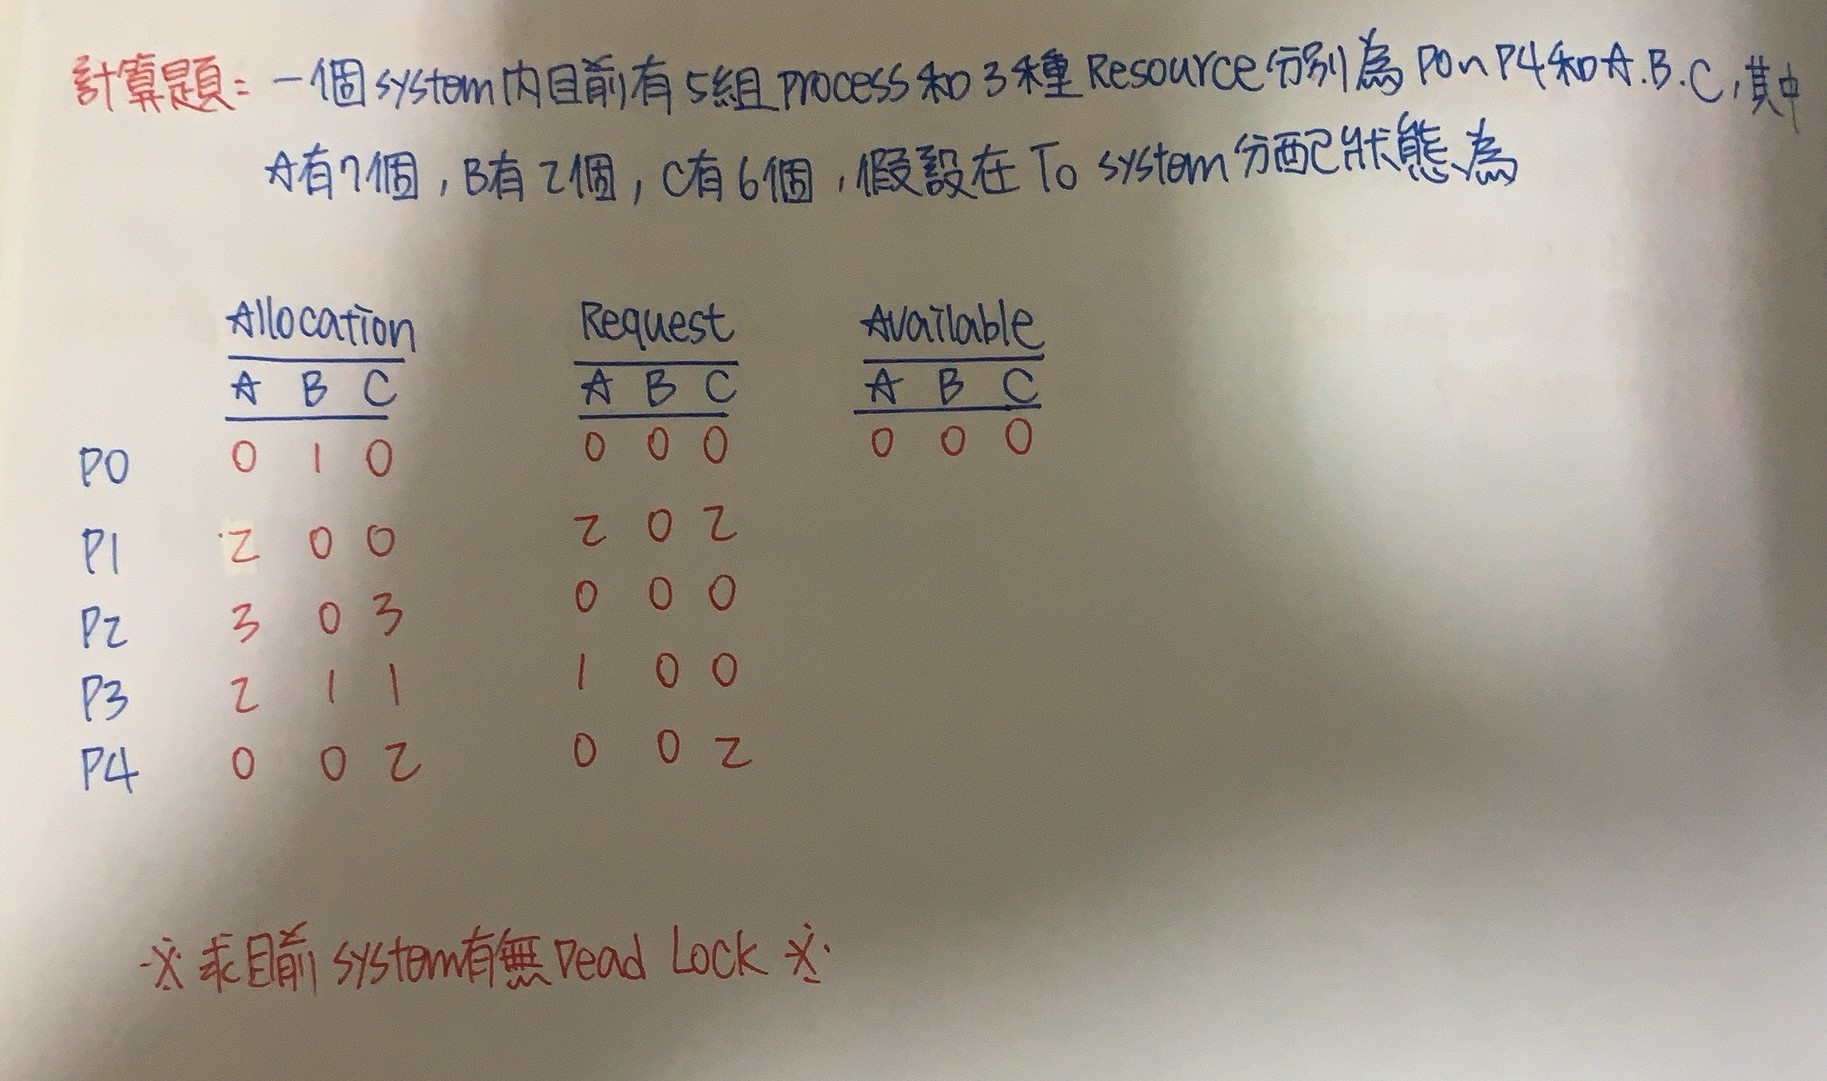 計算題: 一個system內目前有5組process和3種Resource分別為P0~P4和A.B.C,其中
A有7個,B有2個,C有6個,假設在T0 system分配狀態為
Allocation Request Available
A B C A B C A B C
P0 0 1 0 0 0 0 0 0 0
P1 2 0 0 2 0 2
P2 3 0 3 0 0 0
P3 2 1 1 1 0 0
P4 0 0 2 0 0 2
※ 求目前system有無Dead Lock ※